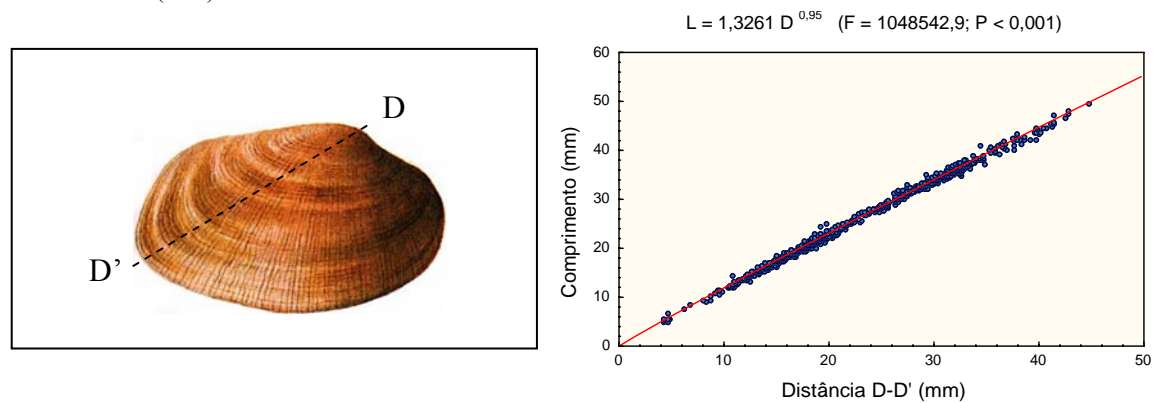 L = 1,3261 D 0,95 (F = 1048542,9; P < 0,001)
D
D'
60
50
40
30
20
10
0
Comprimento (mm)
0 10 20 30 40 50
Distância D-D' (mm)